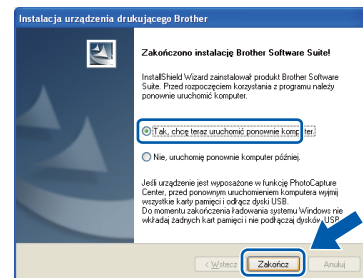 Instalacja urządzenia drukującego Brother
Zakończono instalację Brother Software Suite!
InstallShield Wizard zainstalował produkt Brother Software
Suite. Przed rozpoczęciem korzystania z programu należy
ponownie uruchomić komputer.
Tak, chcę teraz uruchomić ponownie komputer.
Nie, uruchomię ponownie komputer później.
Jeśli urządzenie jest wyposażone w funkcję PhotoCapture
Center, przed ponownym uruchomieniem komputera wyjmij
wszystkie karty pamięci i odłącz dyski USB.
Do momentu zakończenia ładowania systemu Windows nie
wkładaj żadnych kart pamięci i nie podłączaj dysków USB.
< Wstecz Zakończ Anuluj